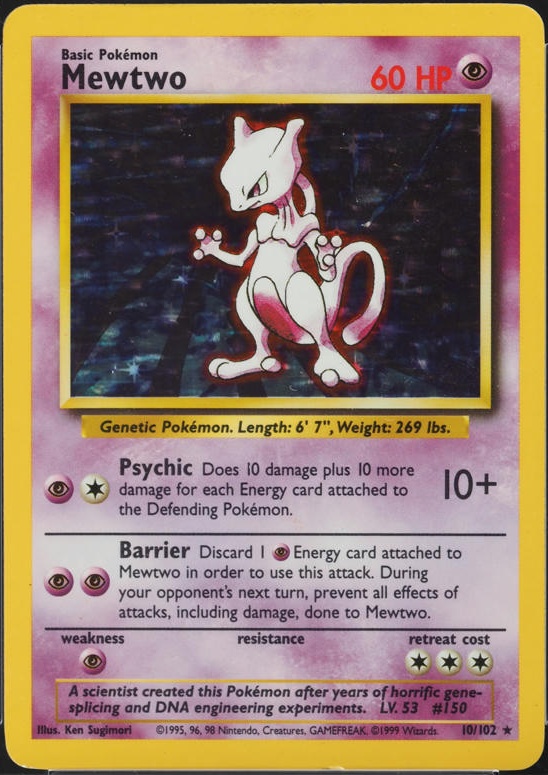 Basic Pokémon
Mewtwo 60 HP
Genetic Pokémon. Length: 6' 7", Weight: 269 lbs.
Psychic Does 10 damage plus 10 more
damage for each Energy card attached to
the Defending Pokémon.
10+
Barrier Discard 1 Energy card attached to
Mewtwo in order to use this attack. During
your opponent's next turn, prevent all effects of
attacks, including damage, done to Mewtwo.
weakness resistance retreat cost
A scientist created this Pokémon after years of horrific gene-
splicing and DNA engineering experiments. LV. 53 #150
Illus. Ken Sugimori ©1995, 96, 98 Nintendo, Creatures, GAMEFREAK. ©1999 Wizards. 10/102 ★